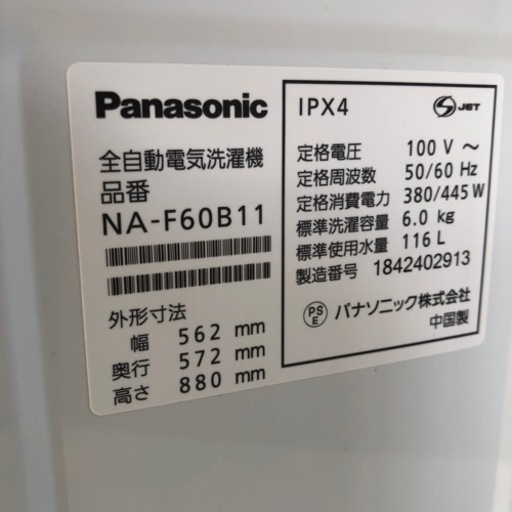 Panasonic
全自動電気洗濯機
品番
NA-F60B11
外形寸法
幅 562 mm
奥行 572 mm
高さ 880 mm
IPX4
S JET
定格電圧 100 V ～
定格周波数 50/60 Hz
定格消費電力 380/445 W
標準洗濯容量 6.0 kg
標準使用水量 116 L
製造番号 1842402913
PS E パナソニック株式会社
中国製